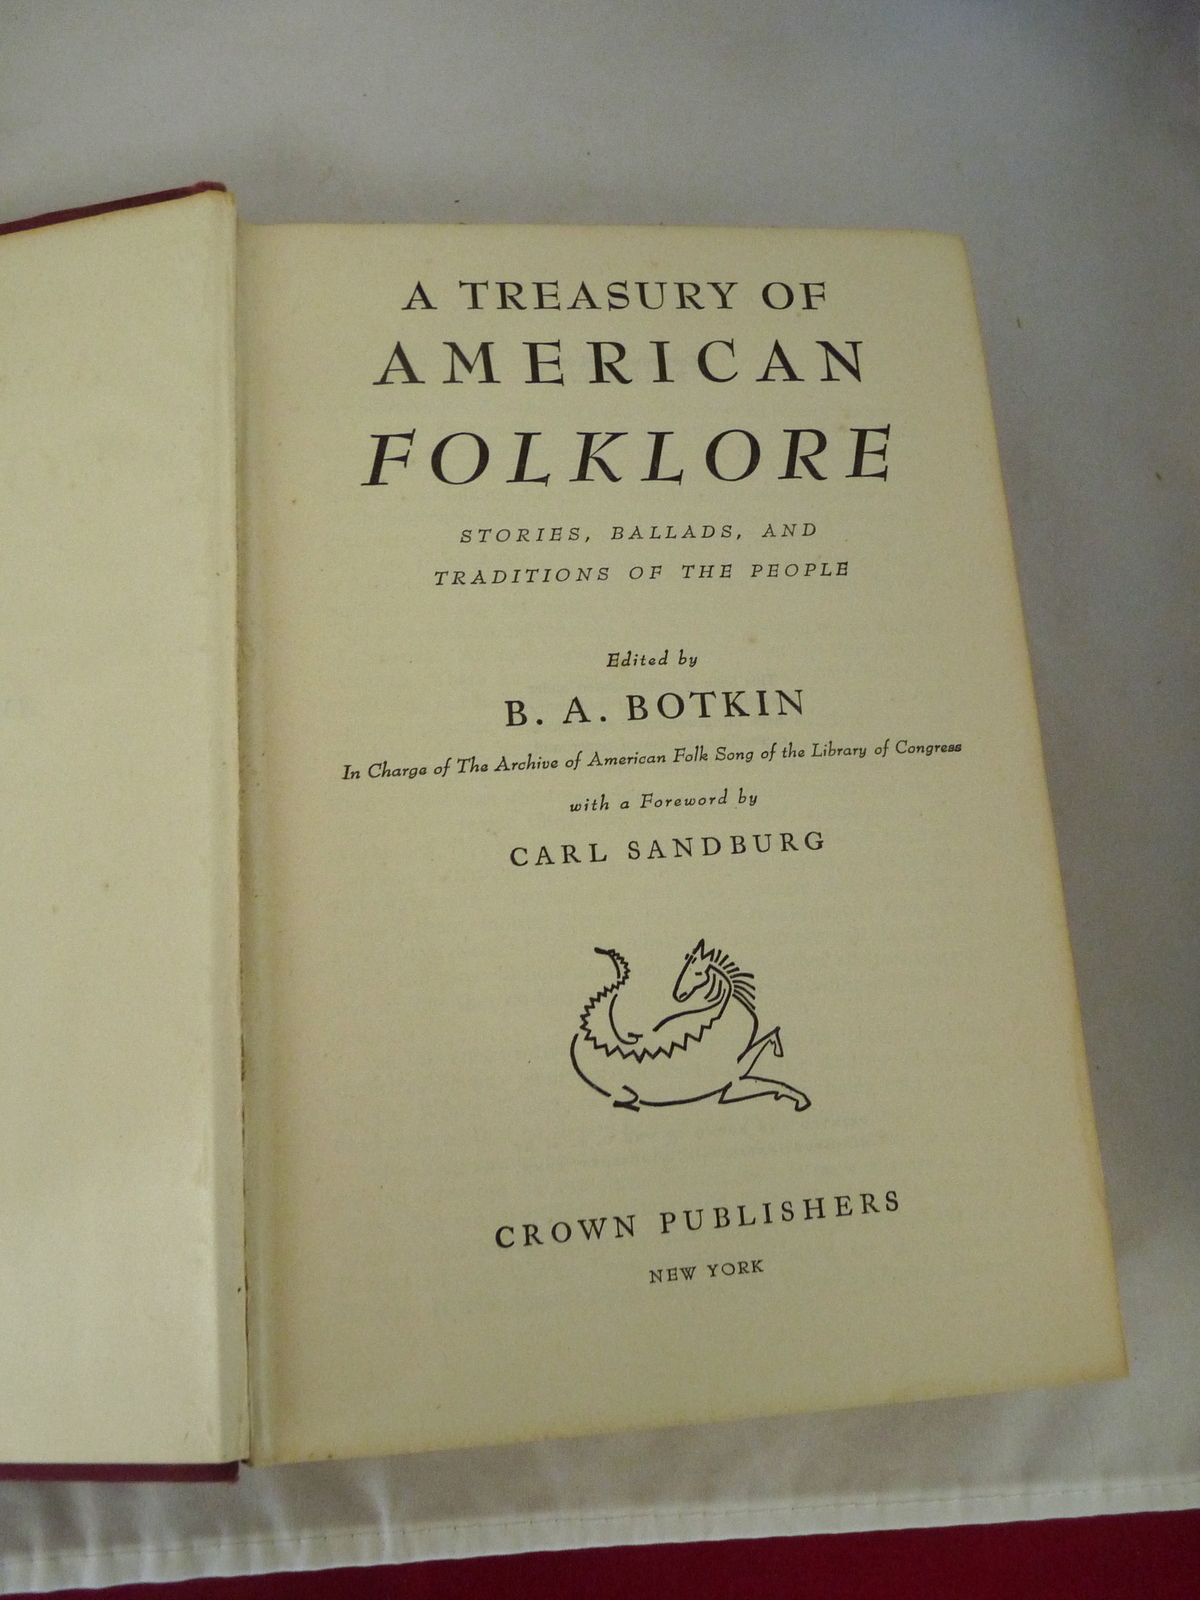 A TREASURY OF
AMERICAN
FOLKLORE
STORIES, BALLADS, AND
TRADITIONS OF THE PEOPLE
Edited by
B. A. BOTKIN
In Charge of The Archive of American Folk Song of the Library of Congress
with a Foreword by
CARL SANDBURG
CROWN PUBLISHERS
NEW YORK